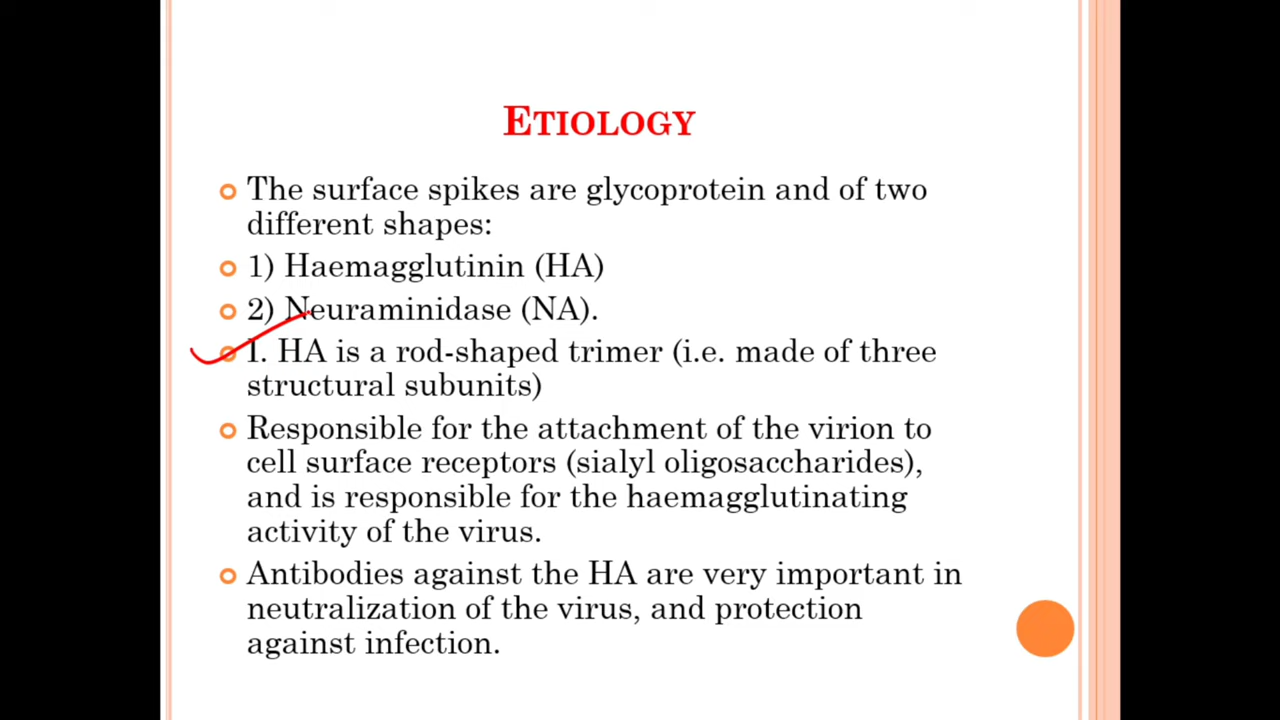 ETIOLOGY
The surface spikes are glycoprotein and of two
different shapes:
1) Haemagglutinin (HA)
2) Neuraminidase (NA).
I. HA is a rod-shaped trimer (i.e. made of three
structural subunits)
Responsible for the attachment of the virion to
cell surface receptors (sialyl oligosaccharides),
and is responsible for the haemagglutinating
activity of the virus.
Antibodies against the HA are very important in
neutralization of the virus, and protection
against infection.